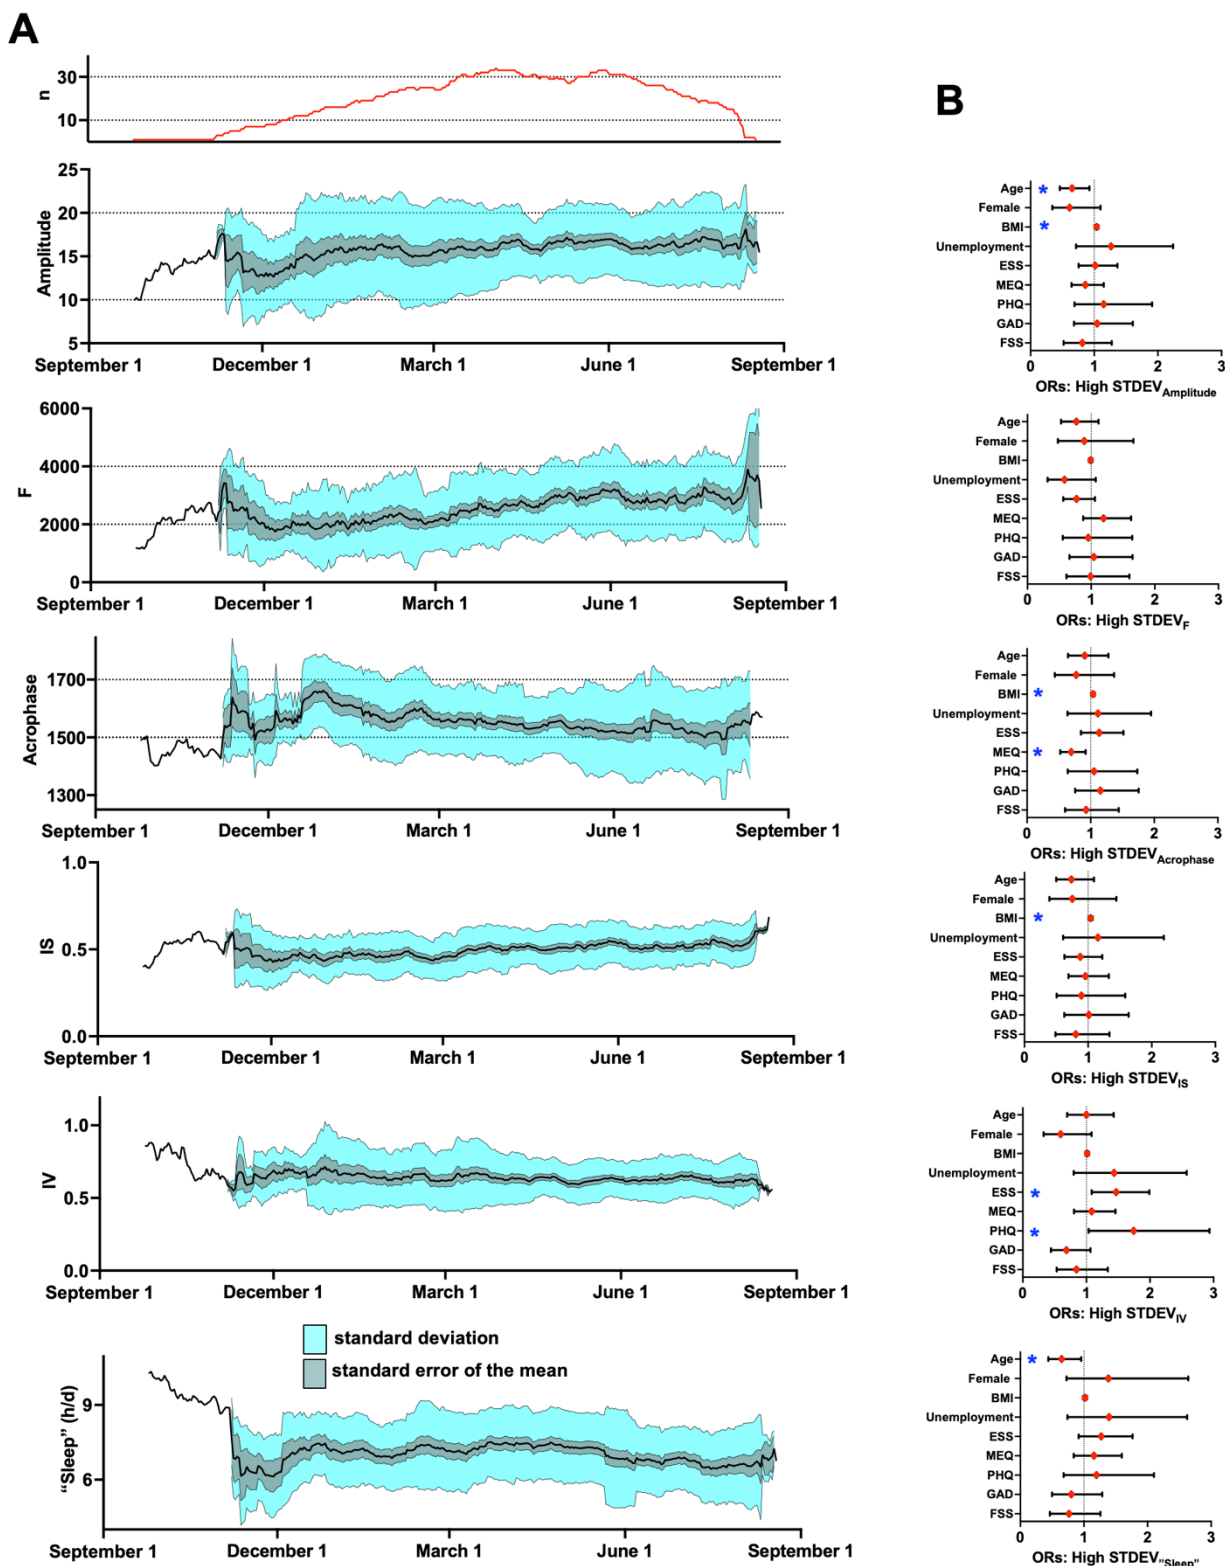 A
n
30
10
Amplitude
25
20
15
10
5
September 1 December 1 March 1 June 1 September 1
F
6000
4000
2000
0
September 1 December 1 March 1 June 1 September 1
Acrophase
1700
1500
1300
September 1 December 1 March 1 June 1 September 1
IS
1.0
0.5
0.0
September 1 December 1 March 1 June 1 September 1
IV
1.0
0.5
0.0
September 1 December 1 March 1 June 1 September 1
standard deviation
standard error of the mean
"Sleep" (h/d)
9
6
September 1 December 1 March 1 June 1 September 1
B
Age *
Female
BMI *
Unemployment
ESS
MEQ
PHQ
GAD
FSS
0 1 2 3
ORs: High STDEVAmplitude
Age
Female
BMI
Unemployment
ESS
MEQ
PHQ
GAD
FSS
0 1 2 3
ORs: High STDEVF
Age
Female
BMI *
Unemployment
ESS
MEQ *
PHQ
GAD
FSS
0 1 2 3
ORs: High STDEVAcrophase
Age
Female
BMI *
Unemployment
ESS
MEQ
PHQ
GAD
FSS
0 1 2 3
ORs: High STDEVIS
Age
Female
BMI
Unemployment
ESS *
MEQ
PHQ *
GAD
FSS
0 1 2 3
ORs: High STDEVIV
Age *
Female
BMI
Unemployment
ESS
MEQ
PHQ
GAD
FSS
0 1 2 3
ORs: High STDEV"Sleep"